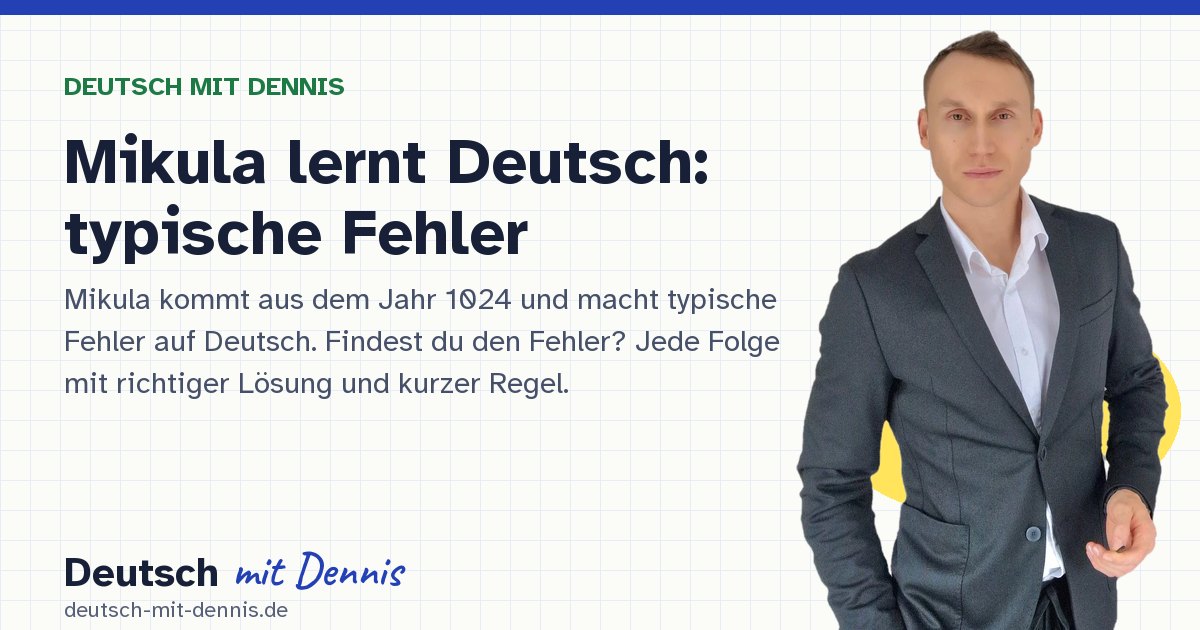 DEUTSCH MIT DENNIS
Mikula lernt Deutsch:
typische Fehler
Mikula kommt aus dem Jahr 1024 und macht typische
Fehler auf Deutsch. Findest du den Fehler? Jede Folge
mit richtiger Lösung und kurzer Regel.
Deutsch mit Dennis
deutsch-mit-dennis.de